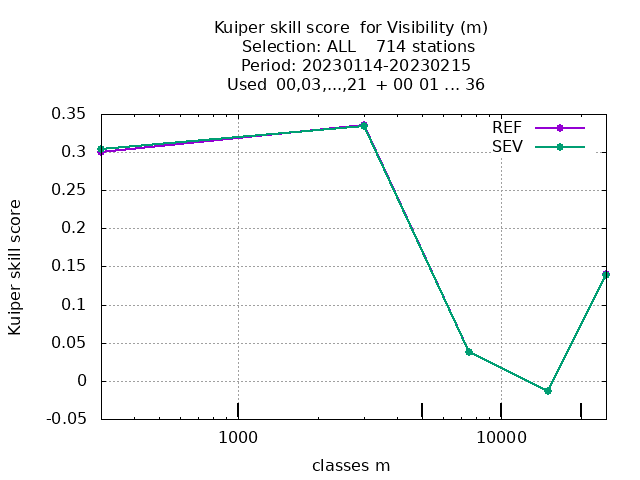 Kuiper skill score  for Visibility (m)
Selection: ALL    714 stations
Period: 20230114-20230215
Used  00,03,...,21  + 00 01 ... 36
0.35
0.3
0.25
0.2
0.15
0.1
0.05
0
-0.05
Kuiper skill score
REF
SEV
1000
10000
classes m